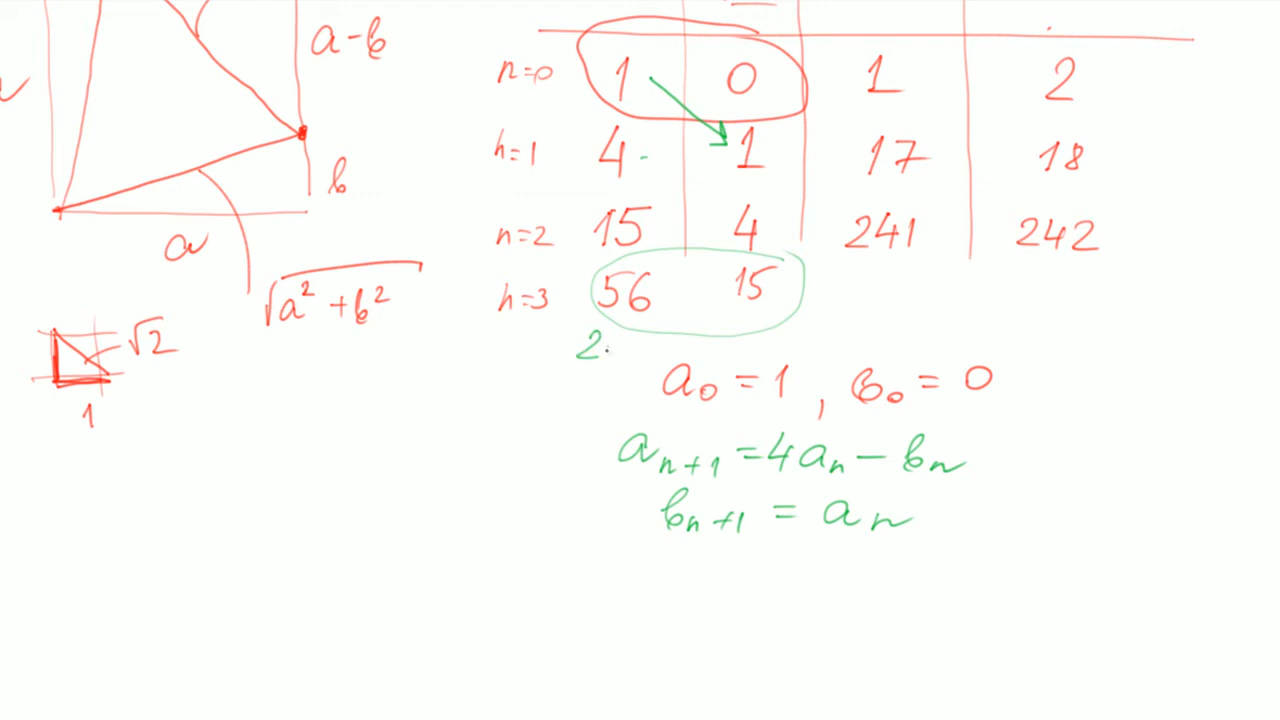 a-b
n=0 1 0 1 2
n=1 4 1 17 18
b
n=2 15 4 241 242
a
n=3 56 15
√a² + b²
√2
2
1
a₀ = 1, b₀ = 0
aₙ₊₁ = 4aₙ - bₙ
bₙ₊₁ = aₙ